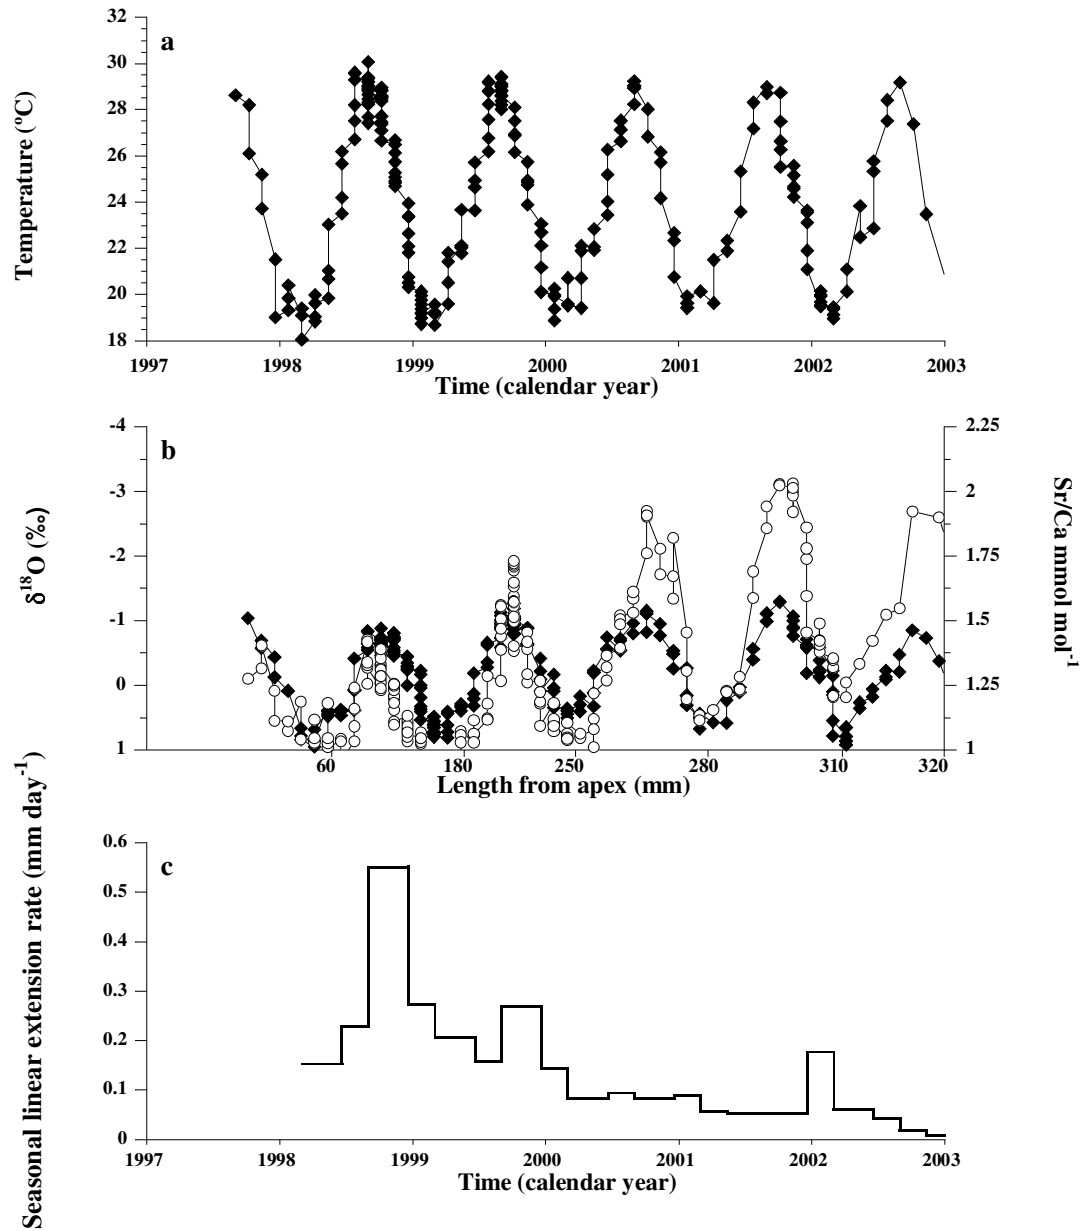 a
32
30
28
26
24
22
20
18
Temperature (°C)
1997 1998 1999 2000 2001 2002 2003
Time (calendar year)
b
-4
-3
-2
-1
0
1
δ¹⁸O (‰)
2.25
2
1.75
1.5
1.25
1
Sr/Ca mmol mol⁻¹
60 180 250 280 310 320
Length from apex (mm)
c
0.6
0.5
0.4
0.3
0.2
0.1
0
Seasonal linear extension rate (mm day⁻¹)
1997 1998 1999 2000 2001 2002 2003
Time (calendar year)